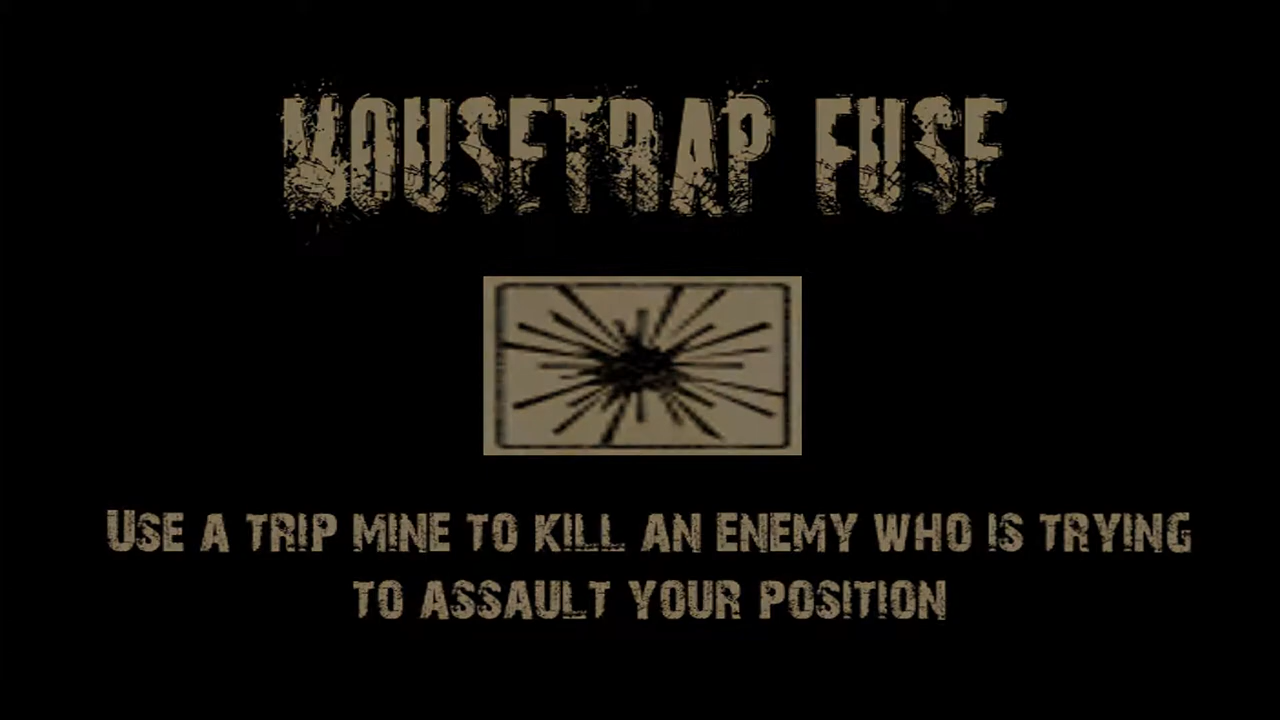 MOUSETRAP FUSE
USE A TRIP MINE TO KILL AN ENEMY WHO IS TRYING
TO ASSAULT YOUR POSITION